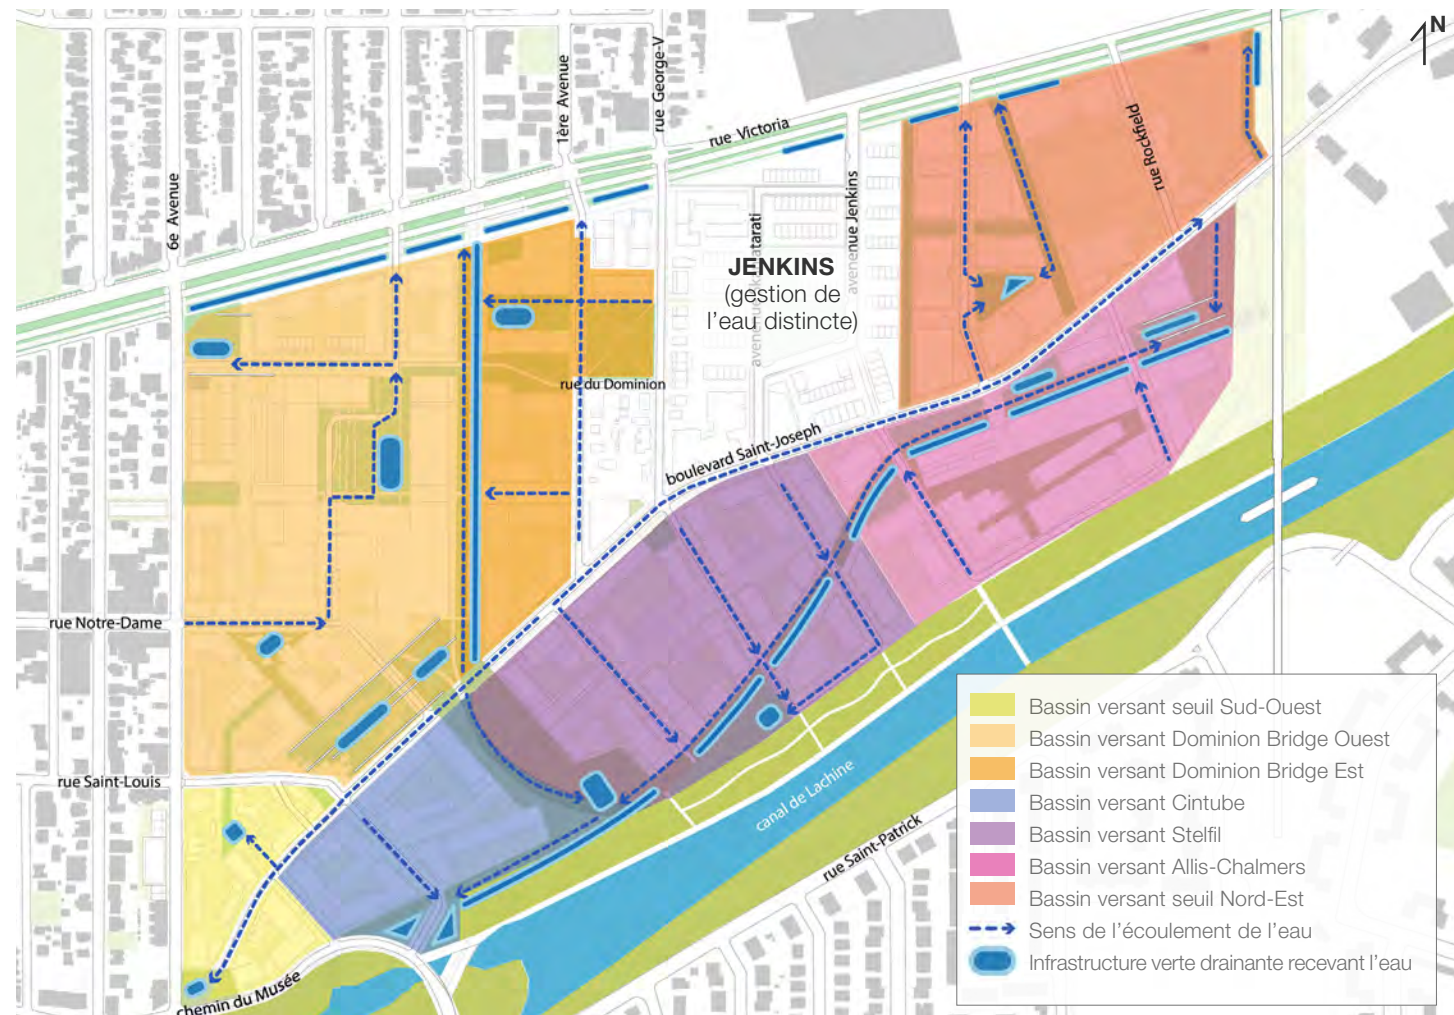 N
1ère Avenue
rue George-V
rue Victoria
6e Avenue
rue Rockfield
avenue Jenkins
JENKINS
(gestion de
l'eau distincte)
rue du Dominion
boulevard Saint-Joseph
rue Notre-Dame
rue Saint-Louis
canal de Lachine
rue Saint-Patrick
chemin du Musée
Bassin versant seuil Sud-Ouest
Bassin versant Dominion Bridge Ouest
Bassin versant Dominion Bridge Est
Bassin versant Cintube
Bassin versant Stelfil
Bassin versant Allis-Chalmers
Bassin versant seuil Nord-Est
Sens de l'écoulement de l'eau
Infrastructure verte drainante recevant l'eau